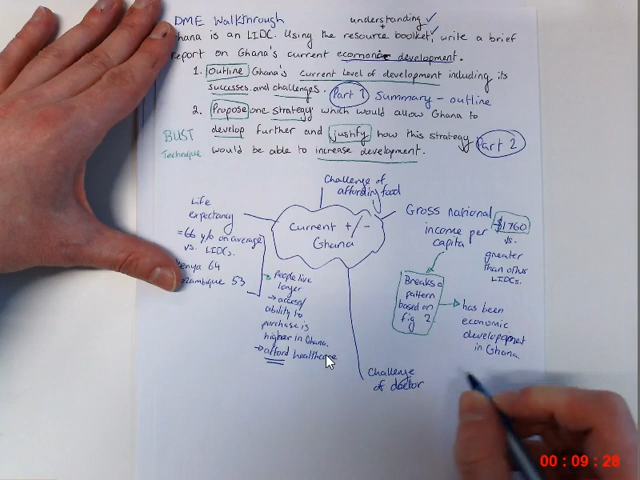 DME Walkthrough
understanding ✓
+
Ghana is an LIDC. Using the resource booklet, write a brief
report on Ghana's current economic development.
1. Outline Ghana's current level of development including its
successes and challenges. Part 1 Summary - outline
2. Propose one strategy which would allow Ghana to
develop further and justify how this strategy Part 2
would be able to increase development.
BUST
Technique
Challenge of
affording food
Current +/-
Ghana
Life
expectancy
= 66 y/o on average
vs. LIDCs.
Kenya 64
Mozambique 53
People live
longer
→ access/
ability to
purchase is
higher in Ghana.
→ afford healthcare
Gross national
income per
capita
$1760
vs.
greater
than other
LIDCs.
Breaks a
pattern
based on
fig 2
has been
economic
development
in Ghana.
Challenge
of doctor
00 : 09 : 28